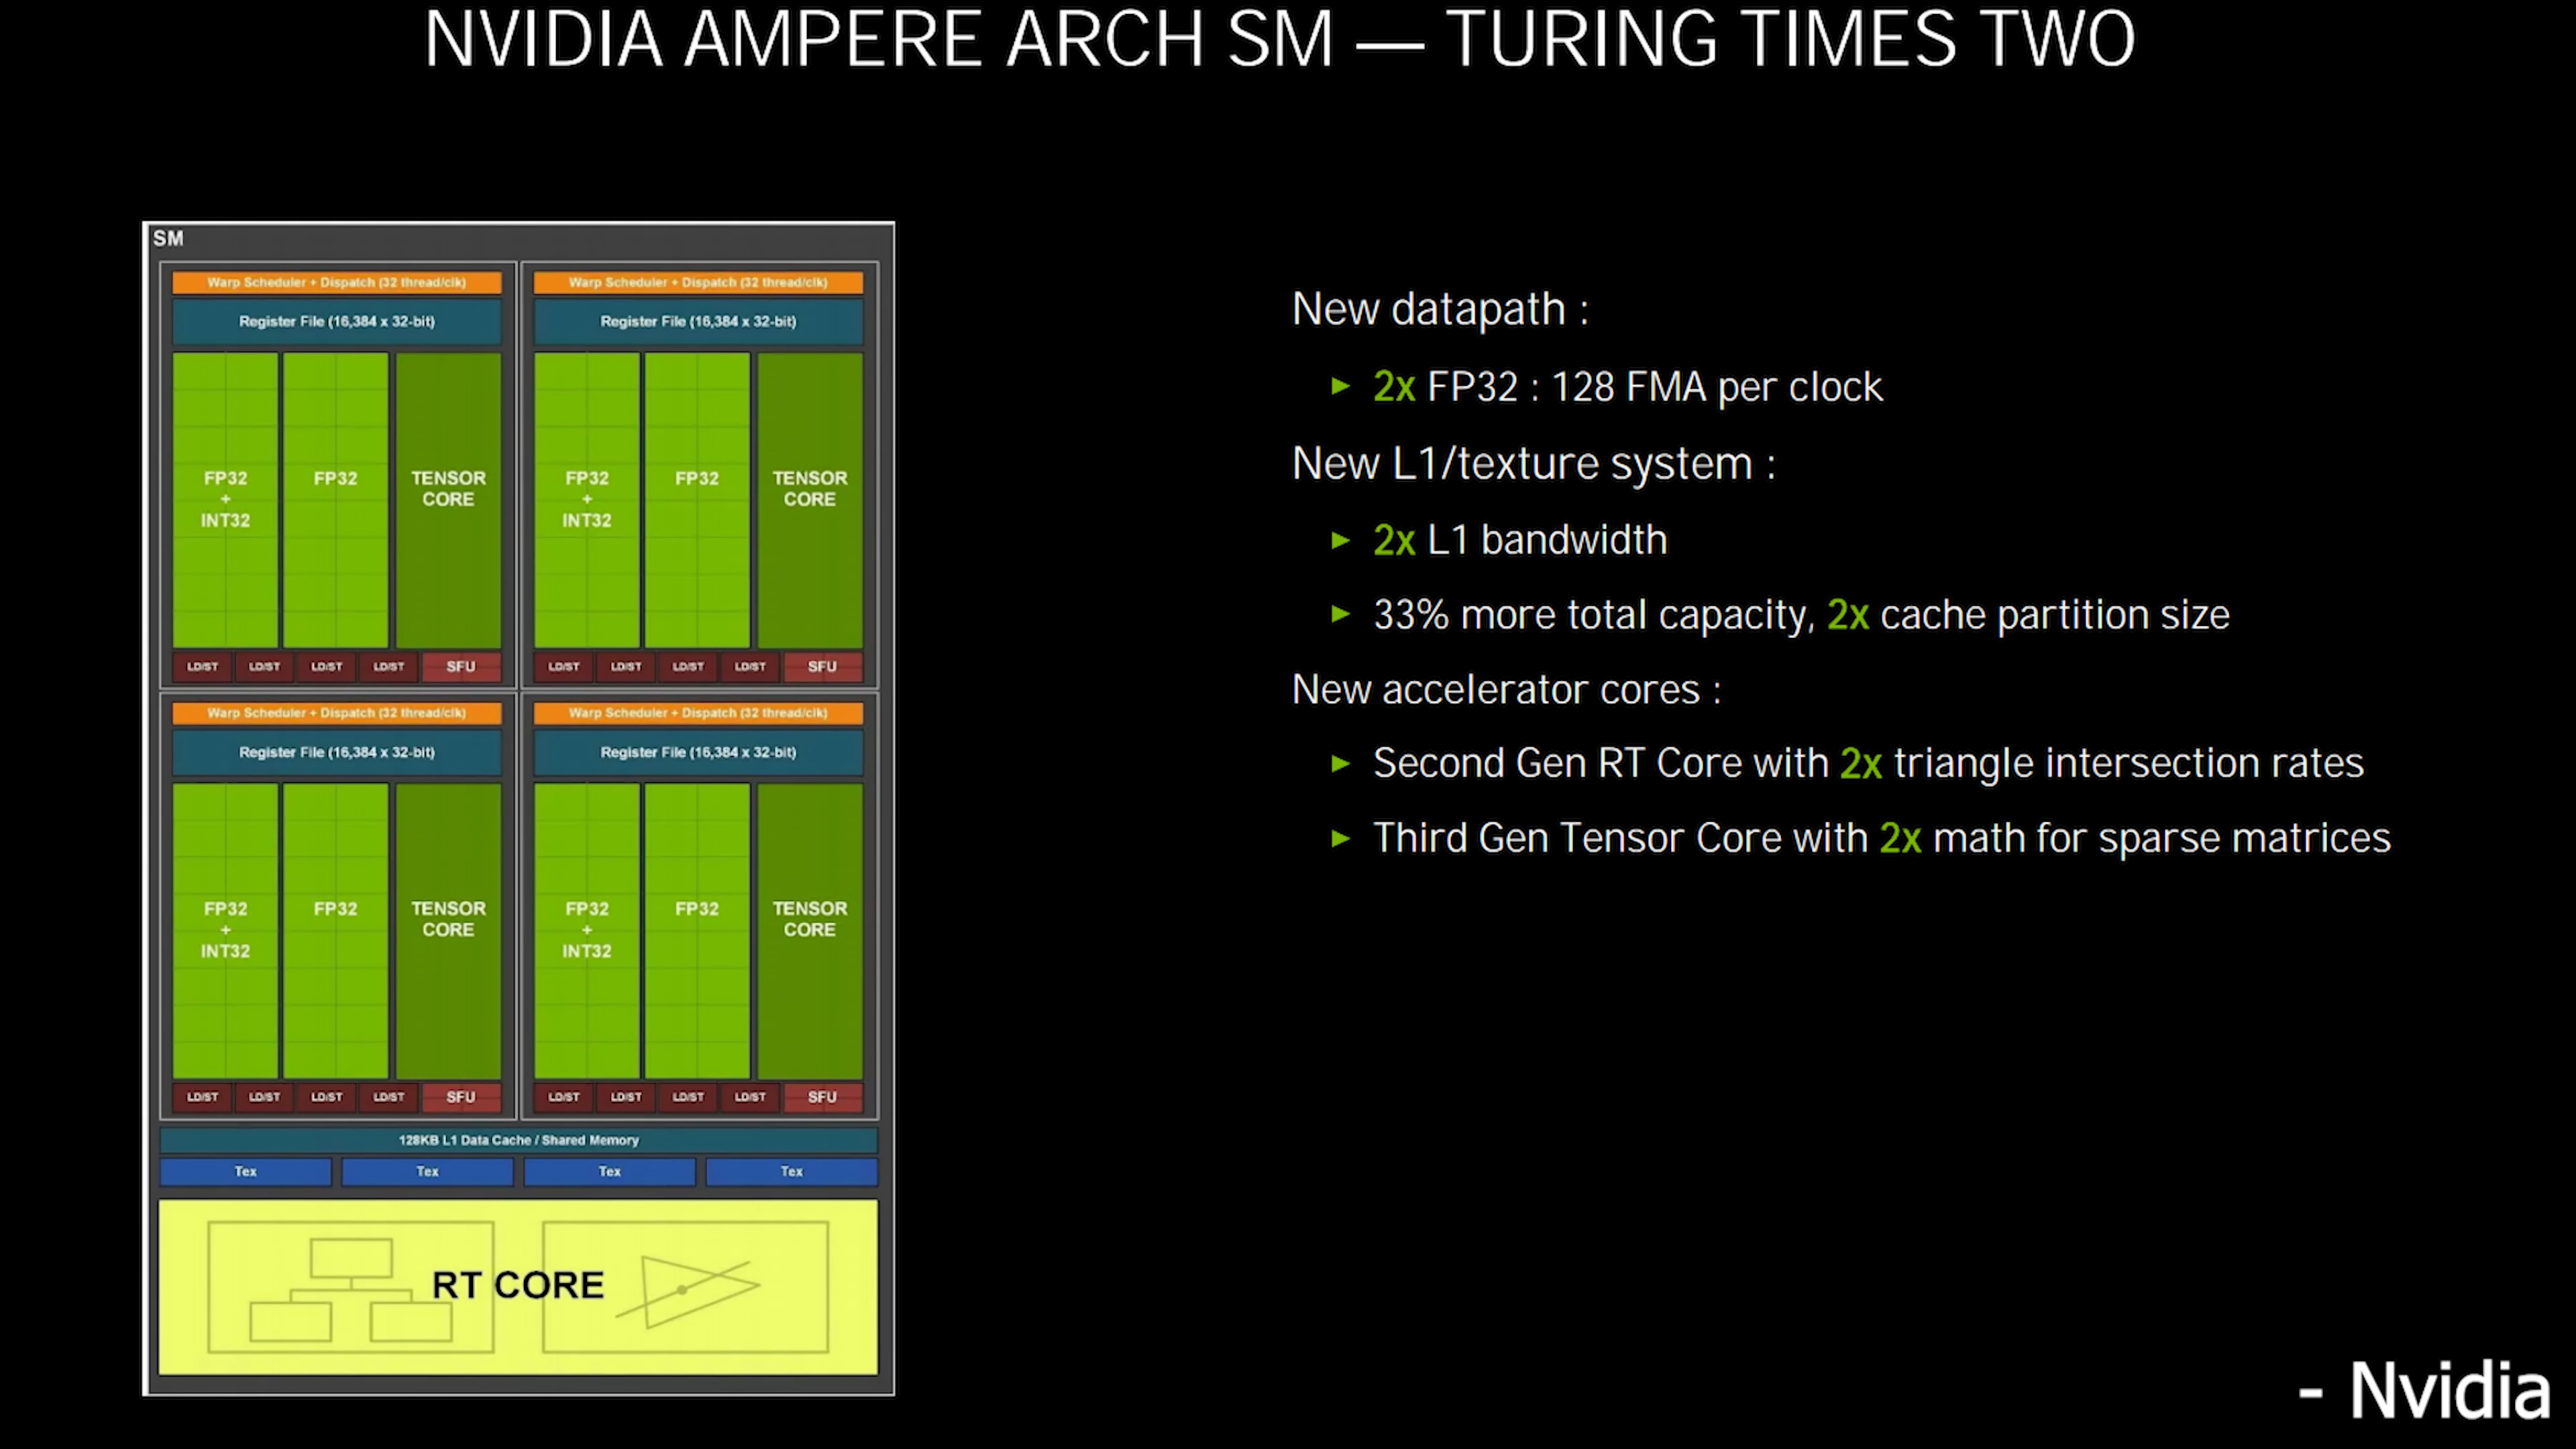 NVIDIA AMPERE ARCH SM — TURING TIMES TWO
SM
Warp Scheduler + Dispatch (32 thread/clk)
Register File (16,384 x 32-bit)
FP32
+
INT32
FP32
TENSOR
CORE
LD/ST LD/ST LD/ST LD/ST SFU
Warp Scheduler + Dispatch (32 thread/clk)
Register File (16,384 x 32-bit)
FP32
+
INT32
FP32
TENSOR
CORE
LD/ST LD/ST LD/ST LD/ST SFU
Warp Scheduler + Dispatch (32 thread/clk)
Register File (16,384 x 32-bit)
FP32
+
INT32
FP32
TENSOR
CORE
LD/ST LD/ST LD/ST LD/ST SFU
Warp Scheduler + Dispatch (32 thread/clk)
Register File (16,384 x 32-bit)
FP32
+
INT32
FP32
TENSOR
CORE
LD/ST LD/ST LD/ST LD/ST SFU
128KB L1 Data Cache / Shared Memory
Tex Tex Tex Tex
RT CORE
New datapath :
► 2x FP32 : 128 FMA per clock
New L1/texture system :
► 2x L1 bandwidth
► 33% more total capacity, 2x cache partition size
New accelerator cores :
► Second Gen RT Core with 2x triangle intersection rates
► Third Gen Tensor Core with 2x math for sparse matrices
- Nvidia